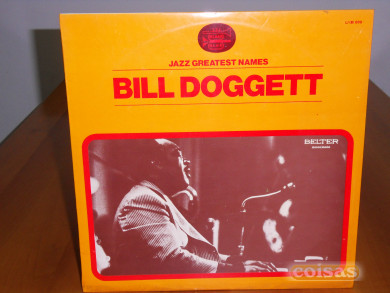 JAZZ GREATEST NAMES
BILL DOGGETT
BELTER
coisas